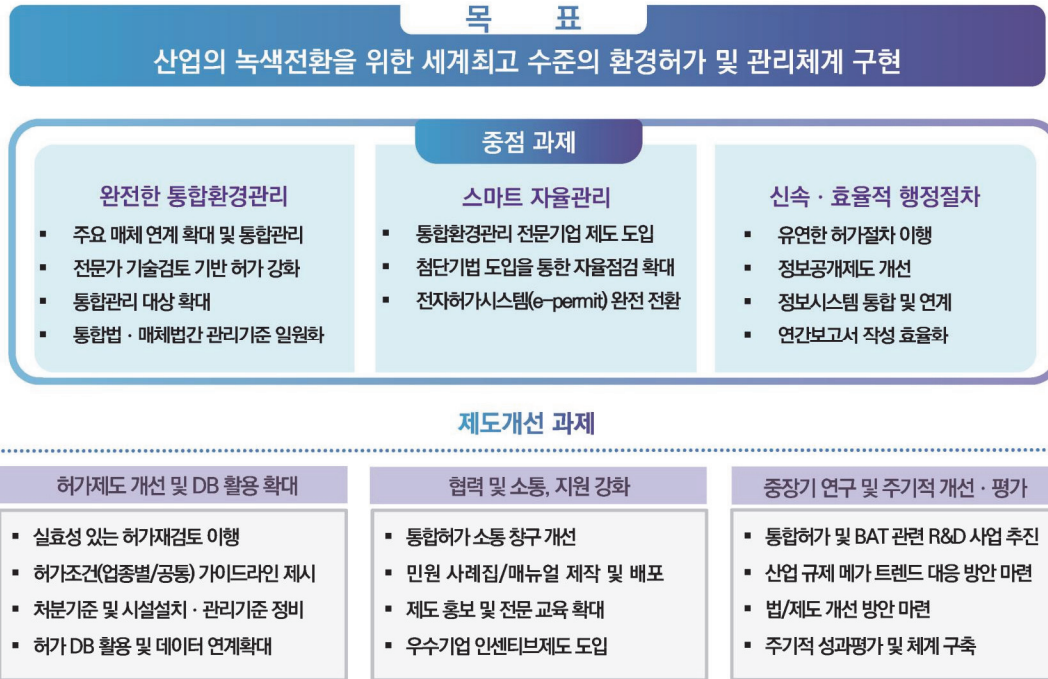 목 표
산업의 녹색전환을 위한 세계최고 수준의 환경허가 및 관리체계 구현
중점 과제
완전한 통합환경관리
▪ 주요 매체 연계 확대 및 통합관리
▪ 전문가 기술검토 기반 허가 강화
▪ 통합관리 대상 확대
▪ 통합법 · 매체법간 관리기준 일원화
스마트 자율관리
▪ 통합환경관리 전문기업 제도 도입
▪ 첨단기법 도입을 통한 자율점검 확대
▪ 전자허가시스템(e-permit) 완전 전환
신속 · 효율적 행정절차
▪ 유연한 허가절차 이행
▪ 정보공개제도 개선
▪ 정보시스템 통합 및 연계
▪ 연간보고서 작성 효율화
제도개선 과제
허가제도 개선 및 DB 활용 확대
▪ 실효성 있는 허가재검토 이행
▪ 허가조건(업종별/공통) 가이드라인 제시
▪ 처분기준 및 시설설치 · 관리기준 정비
▪ 허가 DB 활용 및 데이터 연계확대
협력 및 소통, 지원 강화
▪ 통합허가 소통 창구 개선
▪ 민원 사례집/매뉴얼 제작 및 배포
▪ 제도 홍보 및 전문 교육 확대
▪ 우수기업 인센티브제도 도입
중장기 연구 및 주기적 개선 · 평가
▪ 통합허가 및 BAT 관련 R&D 사업 추진
▪ 산업 규제 메가 트렌드 대응 방안 마련
▪ 법/제도 개선 방안 마련
▪ 주기적 성과평가 및 체계 구축